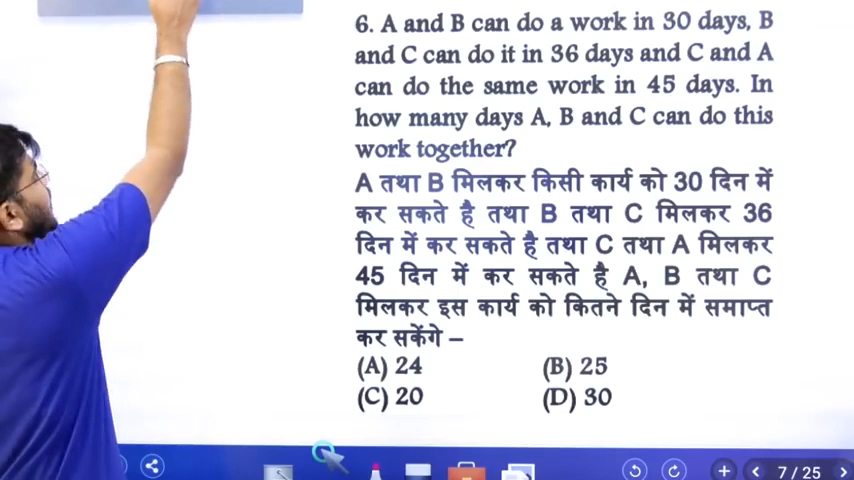 6. A and B can do a work in 30 days, B
and C can do it in 36 days and C and A
can do the same work in 45 days. In
how many days A, B and C can do this
work together?
A तथा B मिलकर किसी कार्य को 30 दिन में
कर सकते है तथा B तथा C मिलकर 36
दिन में कर सकते है तथा C तथा A मिलकर
45 दिन में कर सकते है A, B तथा C
मिलकर इस कार्य को कितने दिन में समाप्त
कर सकेंगे –
(A) 24 (B) 25
(C) 20 (D) 30
7 / 25